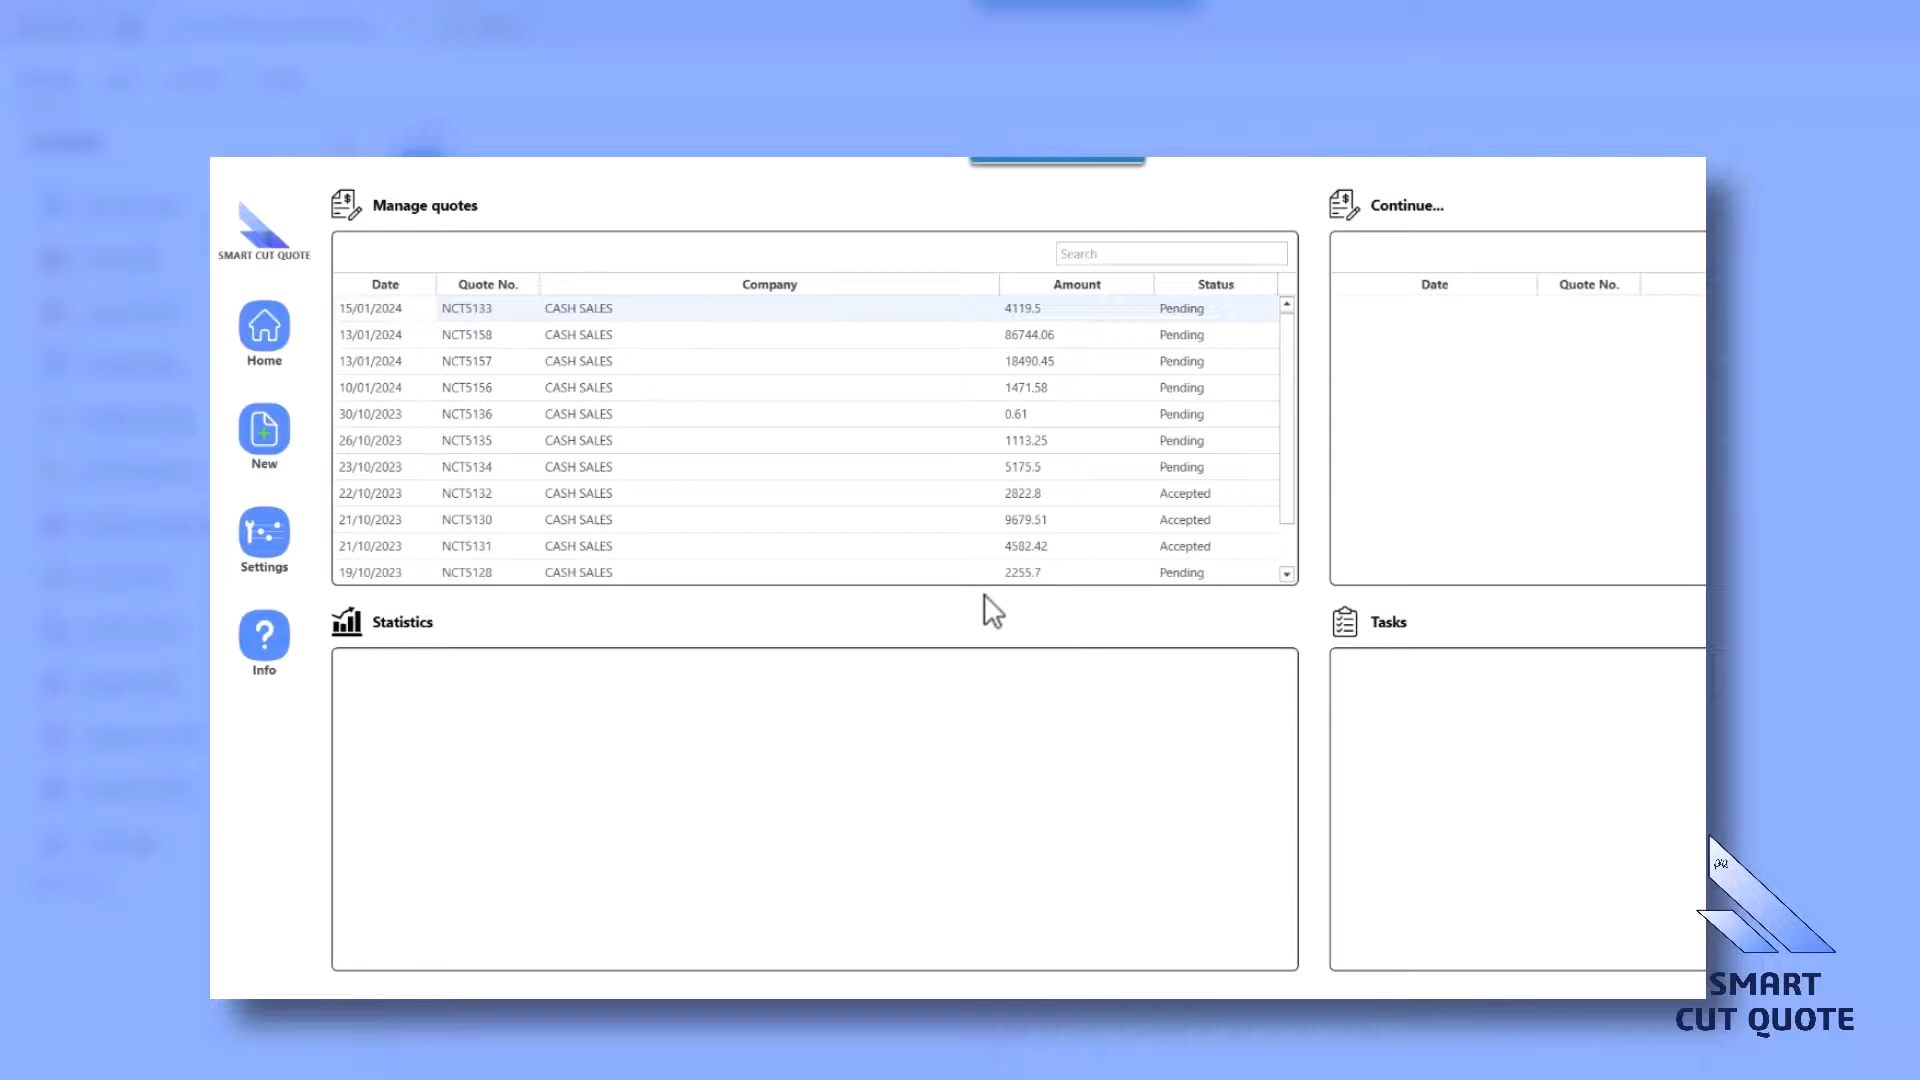 Manage quotes
Continue...
SMART CUT QUOTE
Search
Date Quote No. Company Amount Status
Date Quote No.
15/01/2024 NCT5133 CASH SALES 4119.5 Pending
13/01/2024 NCT5158 CASH SALES 86744.06 Pending
13/01/2024 NCT5157 CASH SALES 18490.45 Pending
10/01/2024 NCT5156 CASH SALES 1471.58 Pending
30/10/2023 NCT5136 CASH SALES 0.61 Pending
26/10/2023 NCT5135 CASH SALES 1113.25 Pending
23/10/2023 NCT5134 CASH SALES 5175.5 Pending
22/10/2023 NCT5132 CASH SALES 2822.8 Accepted
21/10/2023 NCT5130 CASH SALES 9679.51 Accepted
21/10/2023 NCT5131 CASH SALES 4582.42 Accepted
19/10/2023 NCT5128 CASH SALES 2255.7 Pending
Home
New
Settings
Info
Statistics
Tasks
SMART
CUT QUOTE